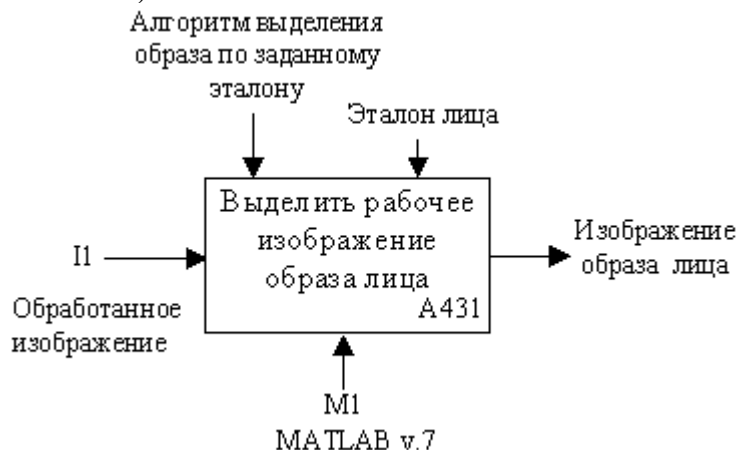 Алгоритм выделения
образа по заданному
эталону
Эталон лица
Выделить рабочее
изображение
образа лица
А431
I1
Обработанное
изображение
Изображение
образа лица
M1
MATLAB v.7